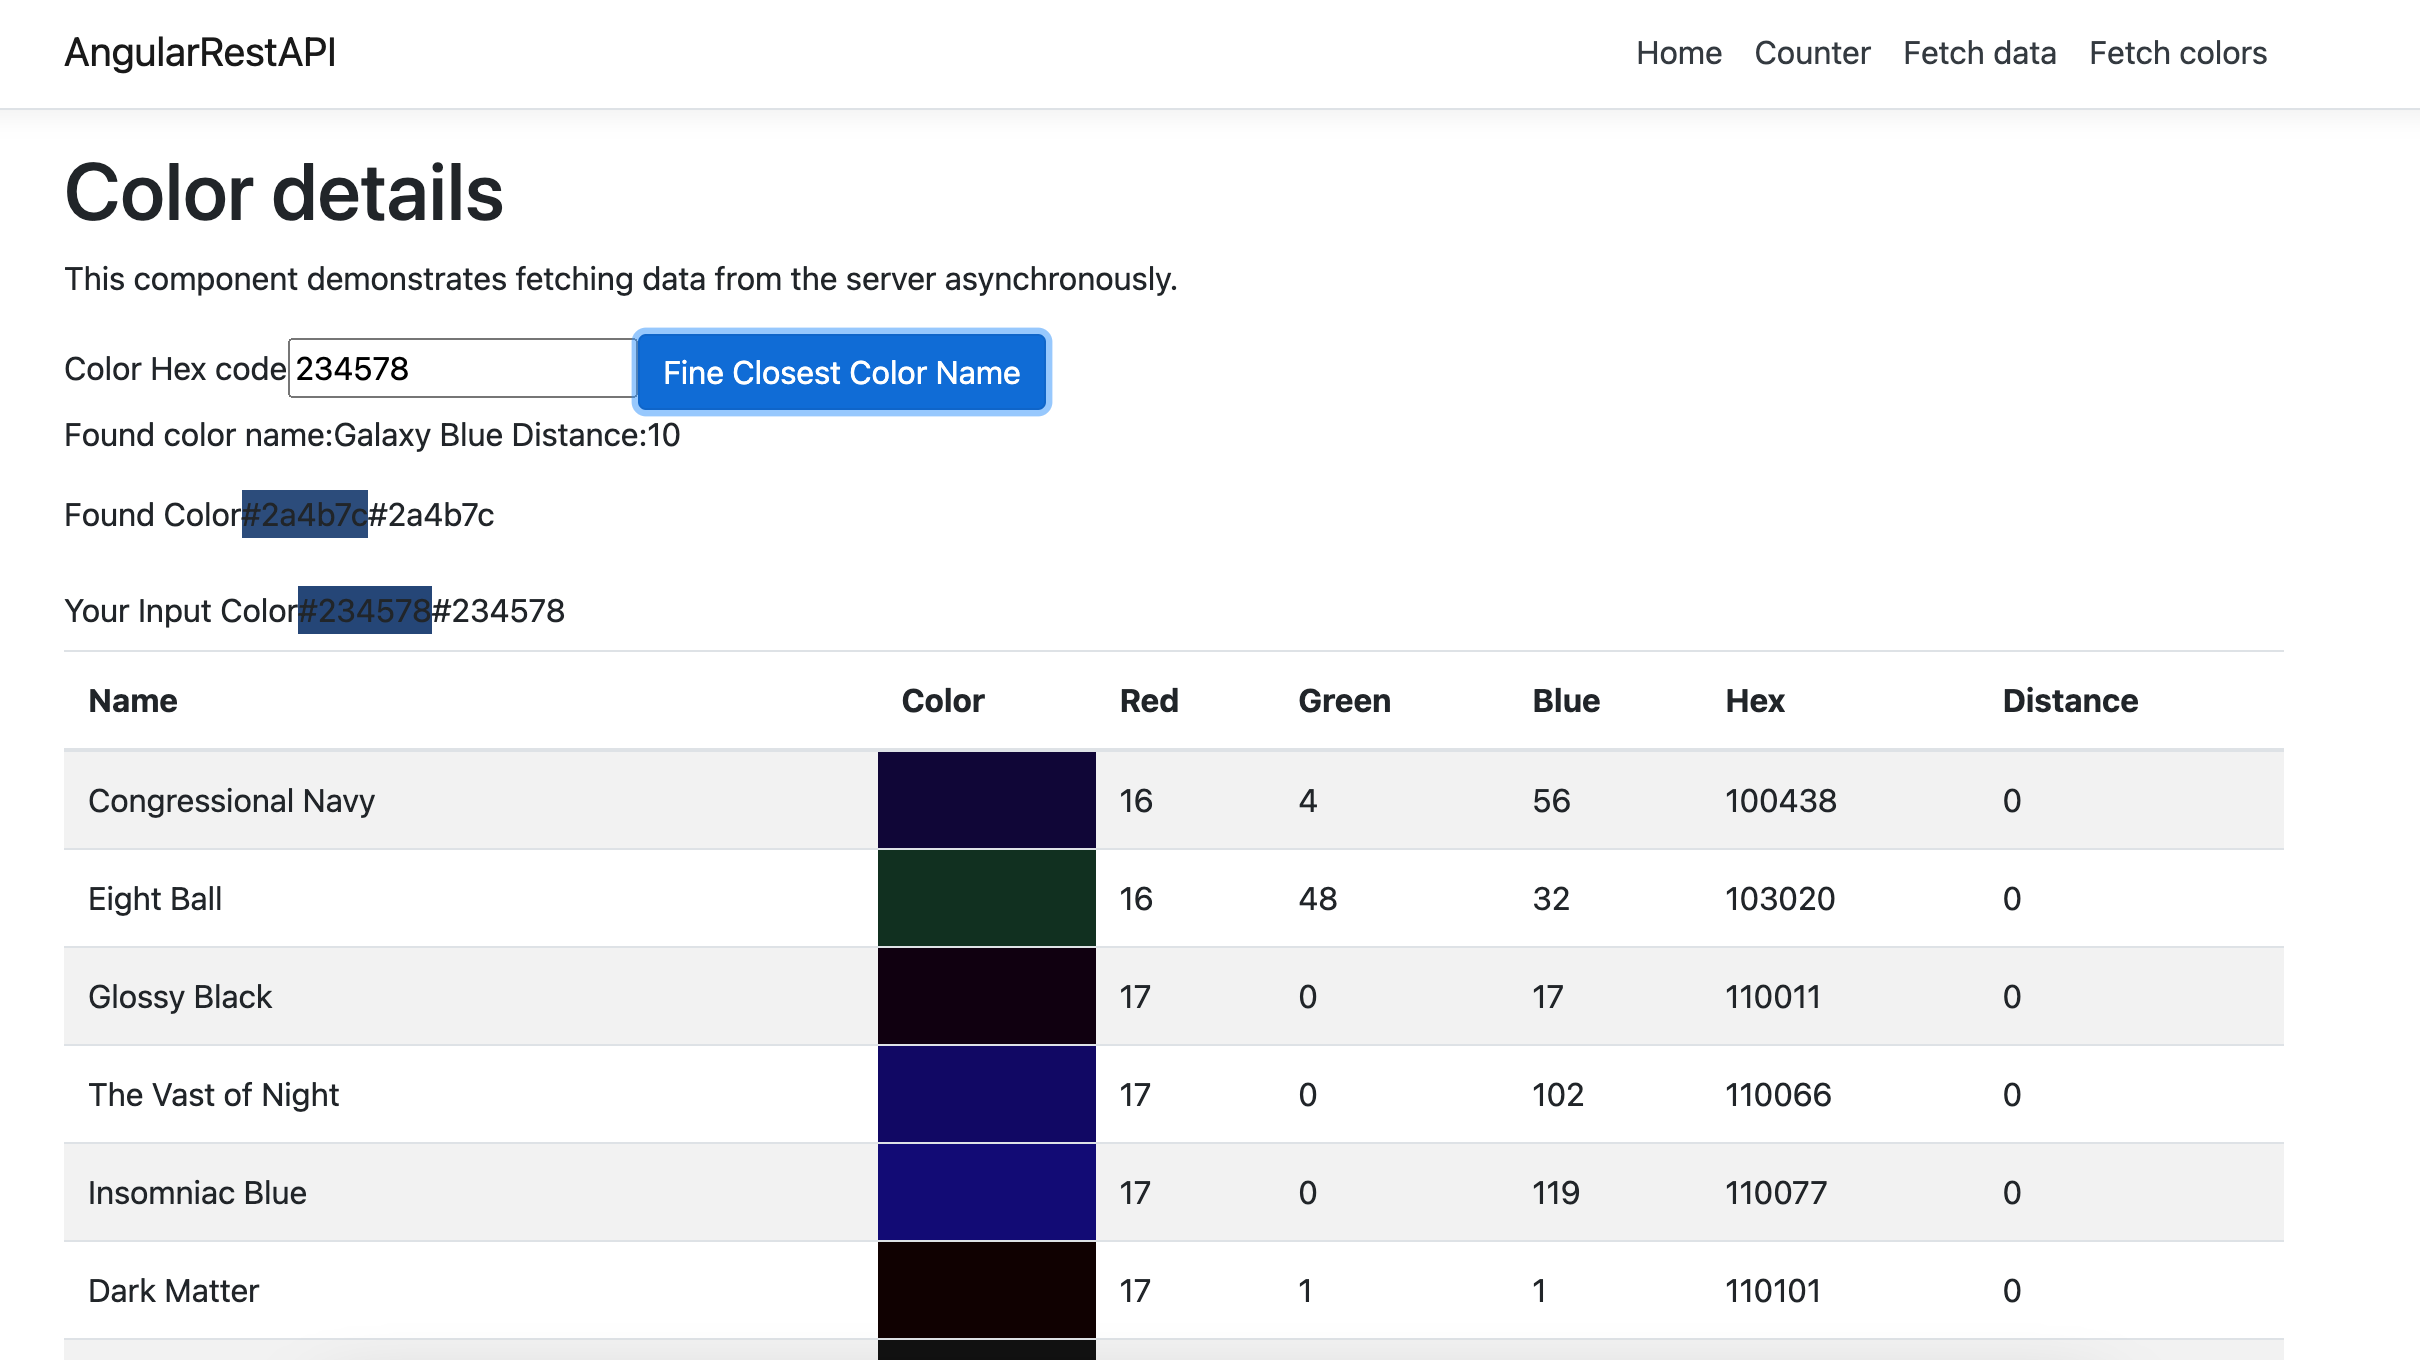 AngularRestAPI Home Counter Fetch data Fetch colors
Color details
This component demonstrates fetching data from the server asynchronously.
Color Hex code 234578 Fine Closest Color Name
Found color name:Galaxy Blue Distance:10
Found Color#2a4b7c#2a4b7c
Your Input Color#234578#234578
Name Color Red Green Blue Hex Distance
Congressional Navy 16 4 56 100438 0
Eight Ball 16 48 32 103020 0
Glossy Black 17 0 17 110011 0
The Vast of Night 17 0 102 110066 0
Insomniac Blue 17 0 119 110077 0
Dark Matter 17 1 1 110101 0